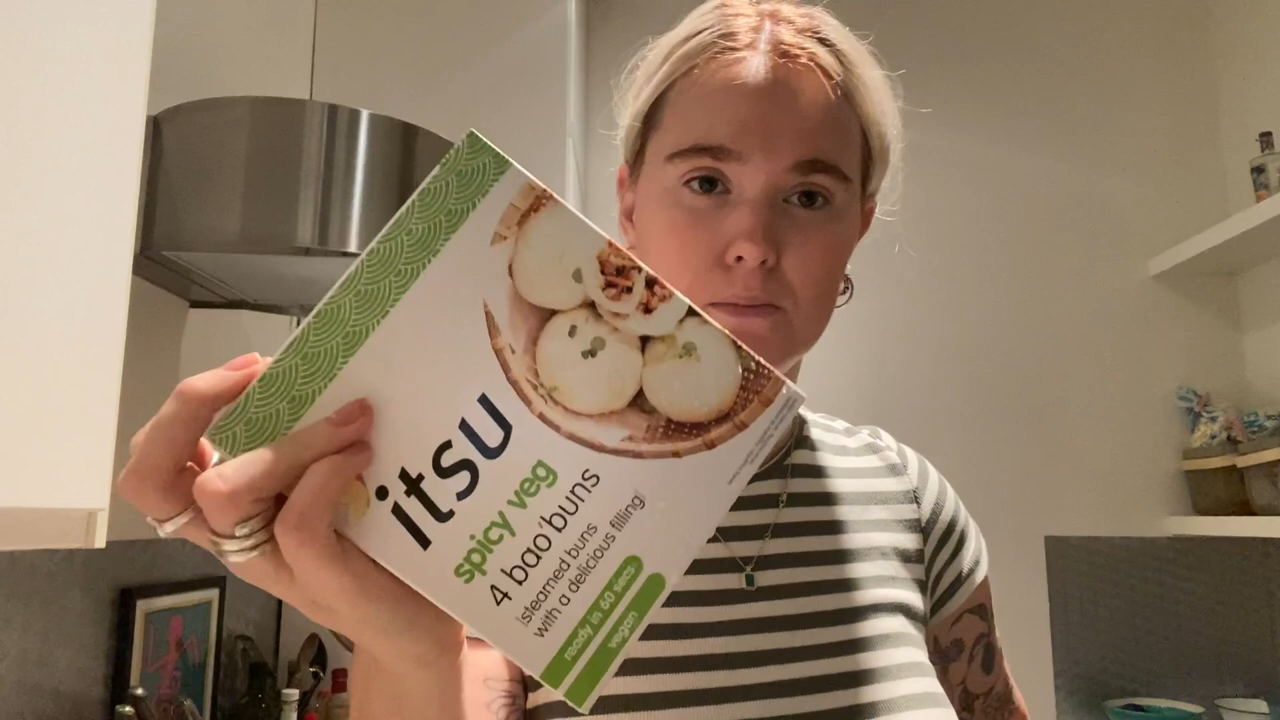 itsu
spicy veg
4 bao'buns
steamed buns
with a delicious filling
ready in 60 secs
vegan